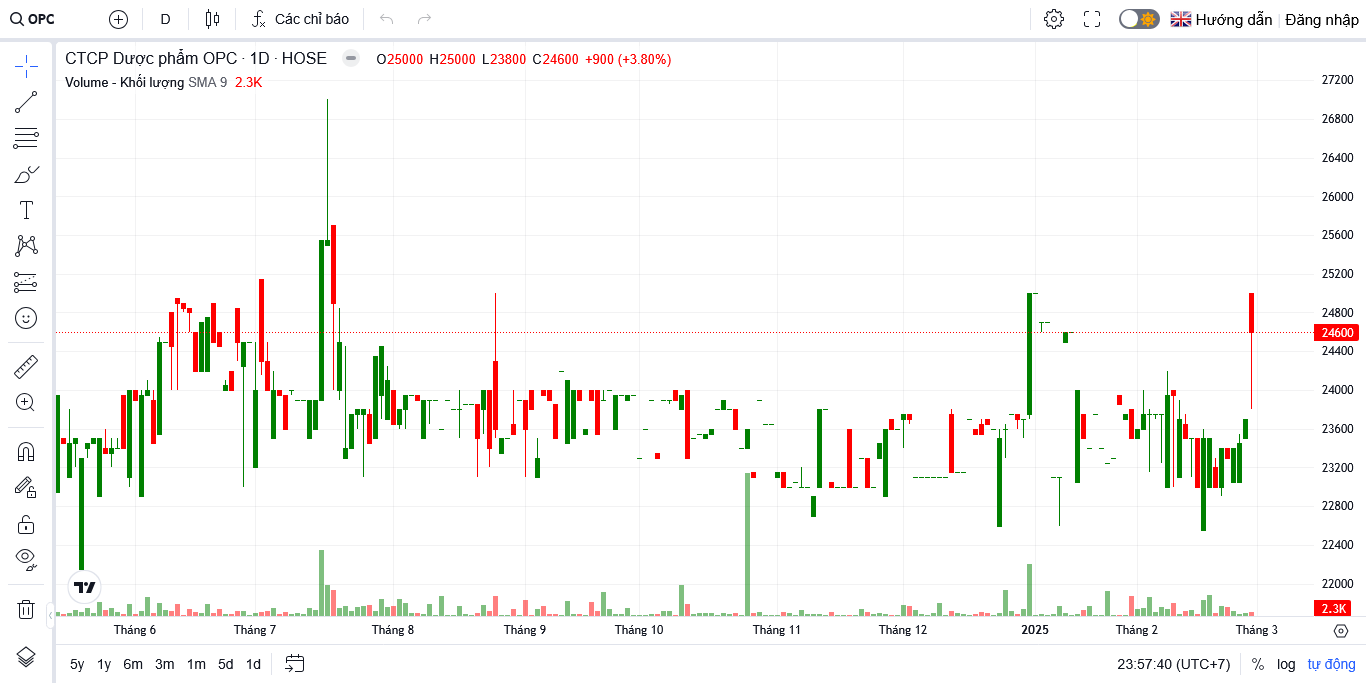 OPC D Các chỉ báo Hướng dẫn Đăng nhập
CTCP Dược phẩm OPC · 1D · HOSE O25000 H25000 L23800 C24600 +900 (+3.80%)
Volume - Khối lượng SMA 9 2.3K
27200
26800
26400
26000
25600
25200
24800
24600
24400
24000
23600
23200
22800
22400
22000
2.3K
Tháng 6 Tháng 7 Tháng 8 Tháng 9 Tháng 10 Tháng 11 Tháng 12 2025 Tháng 2 Tháng 3
5y 1y 6m 3m 1m 5d 1d 23:57:40 (UTC+7) % log tự động